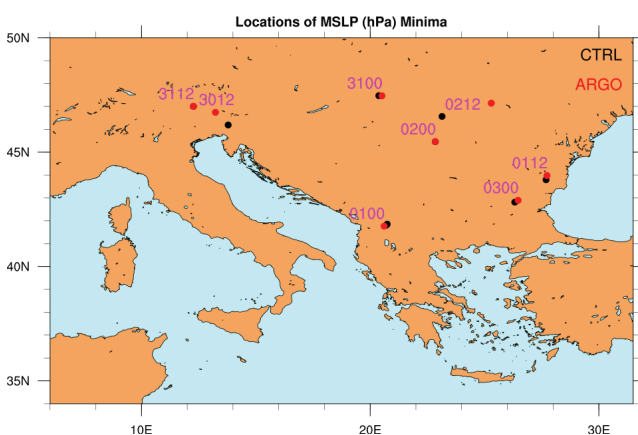 Locations of MSLP (hPa) Minima
50N
CTRL
ARGO
3112
3012
3100
0212
0200
45N
0112
0300
0100
40N
35N
10E
20E
30E